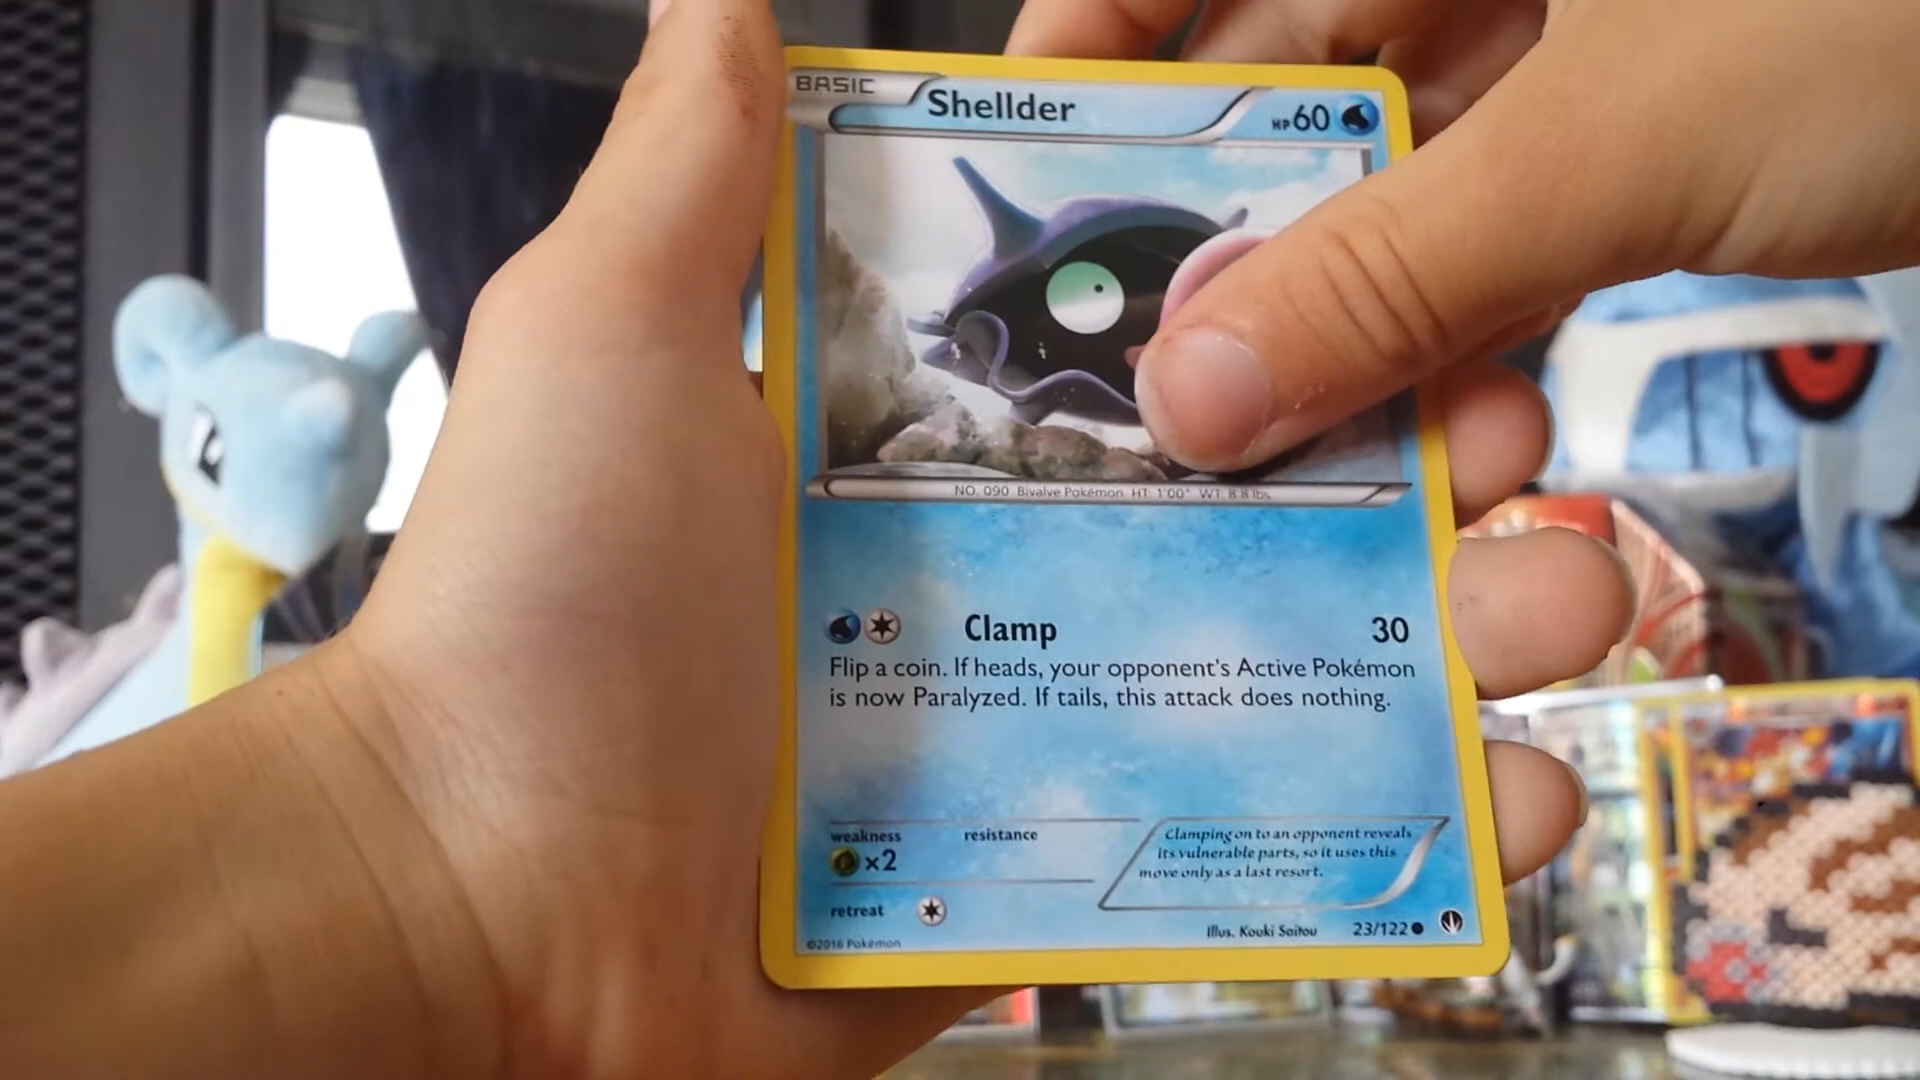 BASIC
Shellder
HP60
NO. 090 Bivalve Pokémon HT: 1'00" WT: 8.8 lbs.
Clamp 30
Flip a coin. If heads, your opponent's Active Pokémon
is now Paralyzed. If tails, this attack does nothing.
weakness
×2
resistance
retreat
Clamping on to an opponent reveals
its vulnerable parts, so it uses this
move only as a last resort.
Illus. Kouki Saitou
23/122
©2016 Pokémon